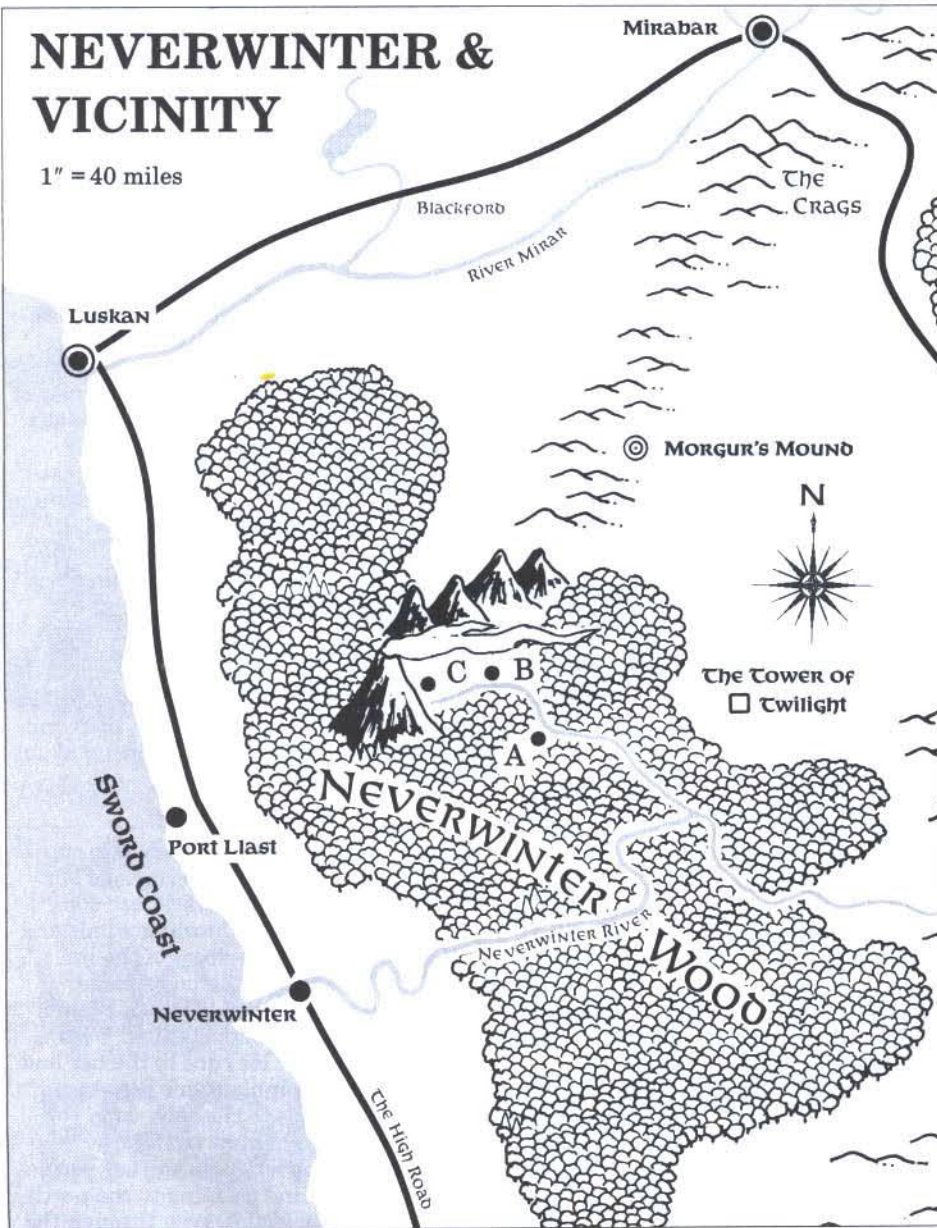 NEVERWINTER &
VICINITY
1" = 40 miles
Mirabar
The
Crags
Blackford
River Mirar
Luskan
Morgur's Mound
N
The Tower of
Twilight
C
B
A
Neverwinter
Wood
Sword Coast
Port Llast
Neverwinter River
Neverwinter
The High Road